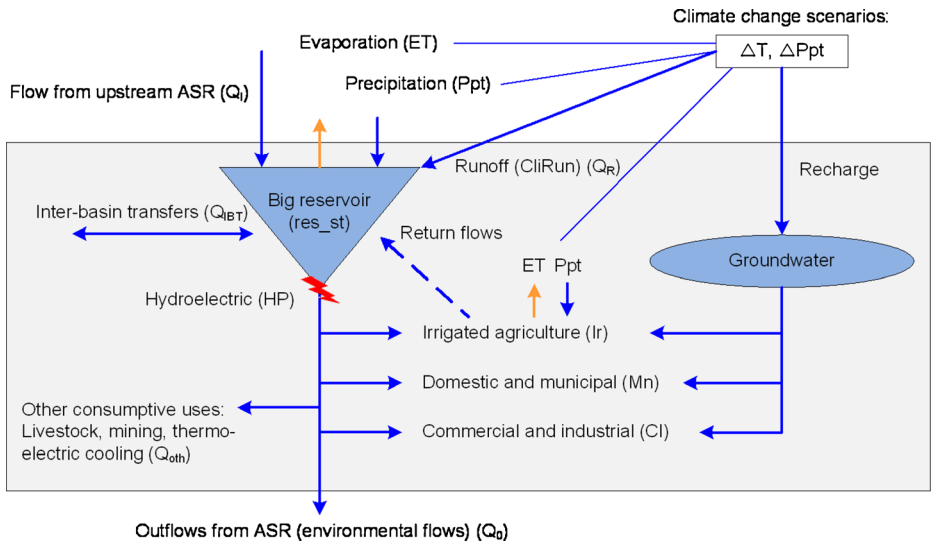 Climate change scenarios:
△T, △Ppt
Evaporation (ET)
Precipitation (Ppt)
Flow from upstream ASR (QI)
Runoff (CliRun) (QR)
Recharge
Big reservoir
(res_st)
Inter-basin transfers (QIBT)
Return flows
ET Ppt
Groundwater
Hydroelectric (HP)
Irrigated agriculture (Ir)
Domestic and municipal (Mn)
Other consumptive uses:
Livestock, mining, thermo-
electric cooling (Qoth)
Commercial and industrial (CI)
Outflows from ASR (environmental flows) (Q0)